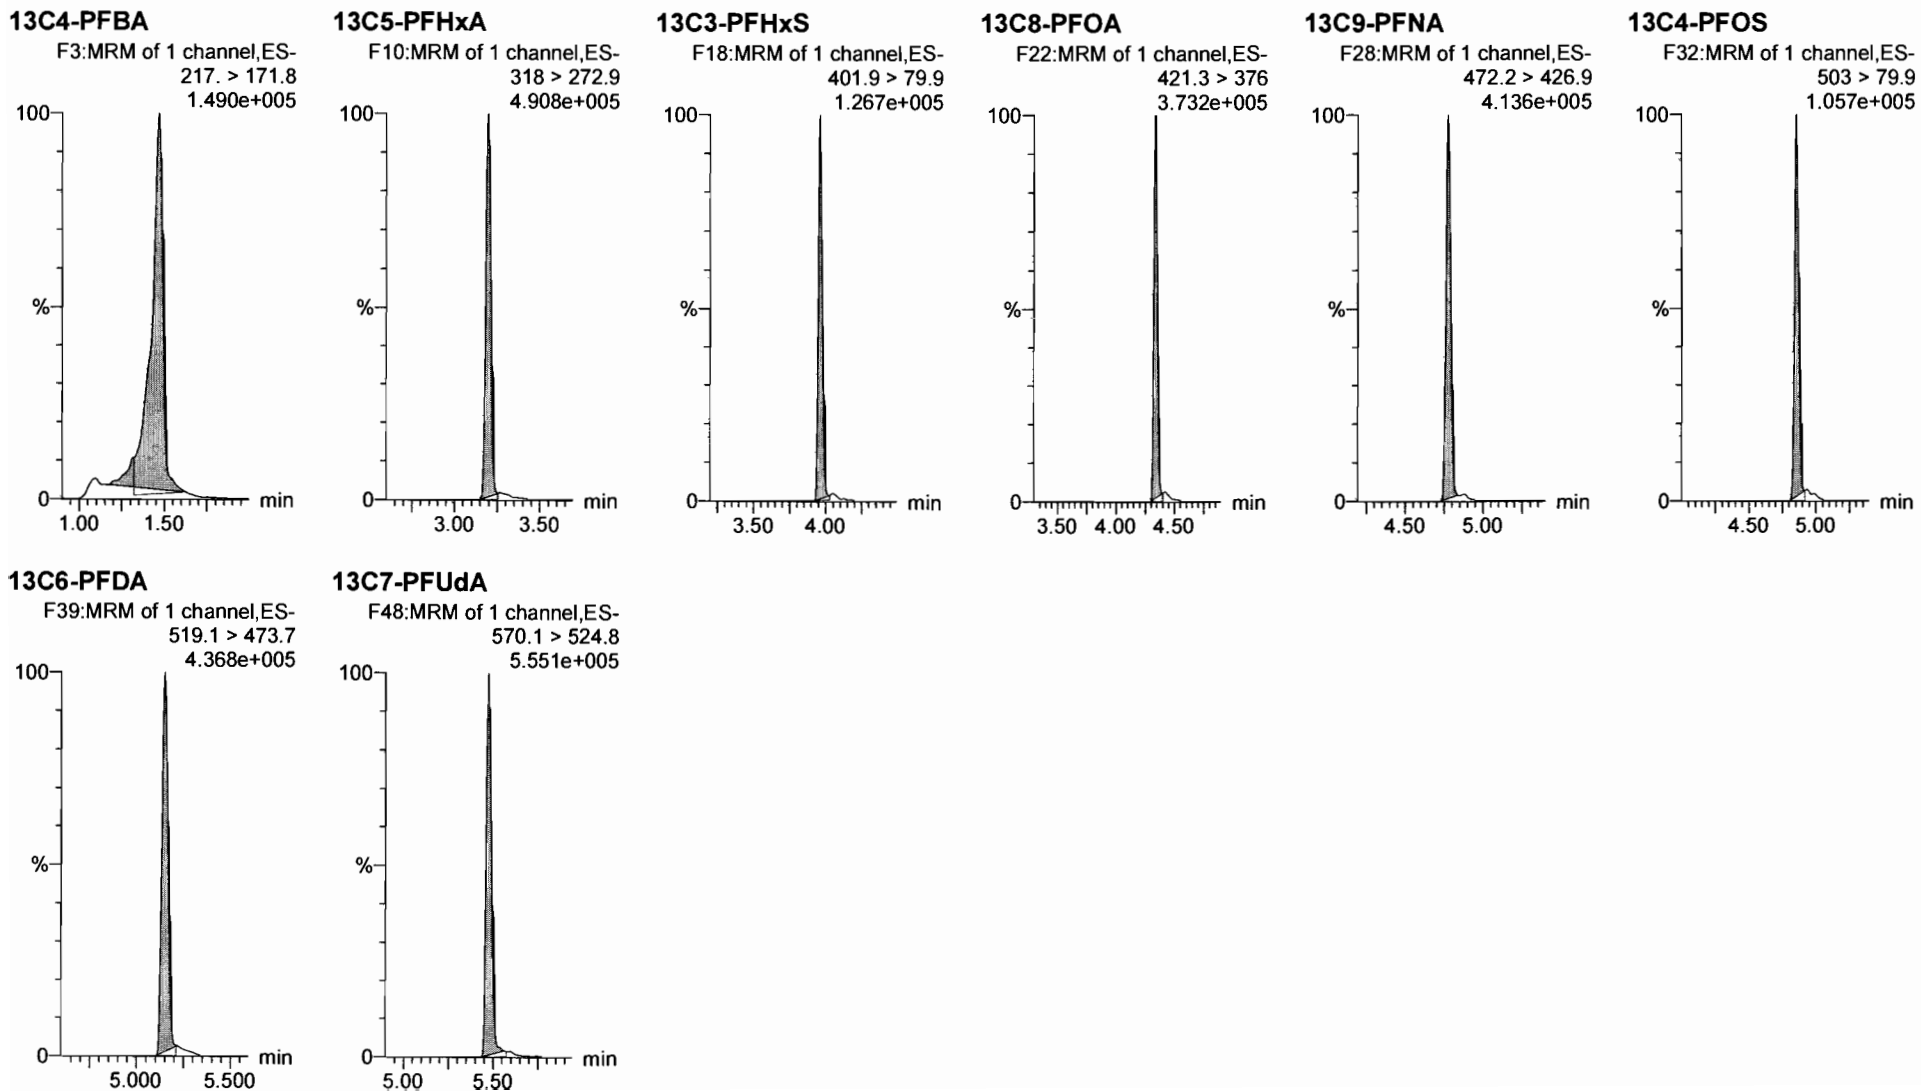 13C4-PFBA
F3:MRM of 1 channel,ES-
217. > 171.8
1.490e+005
100
%
0
min
1.00 1.50
13C5-PFHxA
F10:MRM of 1 channel,ES-
318 > 272.9
4.908e+005
100
%
0
min
3.00 3.50
13C3-PFHxS
F18:MRM of 1 channel,ES-
401.9 > 79.9
1.267e+005
100
%
0
min
3.50 4.00
13C8-PFOA
F22:MRM of 1 channel,ES-
421.3 > 376
3.732e+005
100
%
0
min
3.50 4.00 4.50
13C9-PFNA
F28:MRM of 1 channel,ES-
472.2 > 426.9
4.136e+005
100
%
0
min
4.50 5.00
13C4-PFOS
F32:MRM of 1 channel,ES-
503 > 79.9
1.057e+005
100
%
0
min
4.50 5.00
13C6-PFDA
F39:MRM of 1 channel,ES-
519.1 > 473.7
4.368e+005
100
%
0
min
5.000 5.500
13C7-PFUdA
F48:MRM of 1 channel,ES-
570.1 > 524.8
5.551e+005
100
%
0
min
5.00 5.50